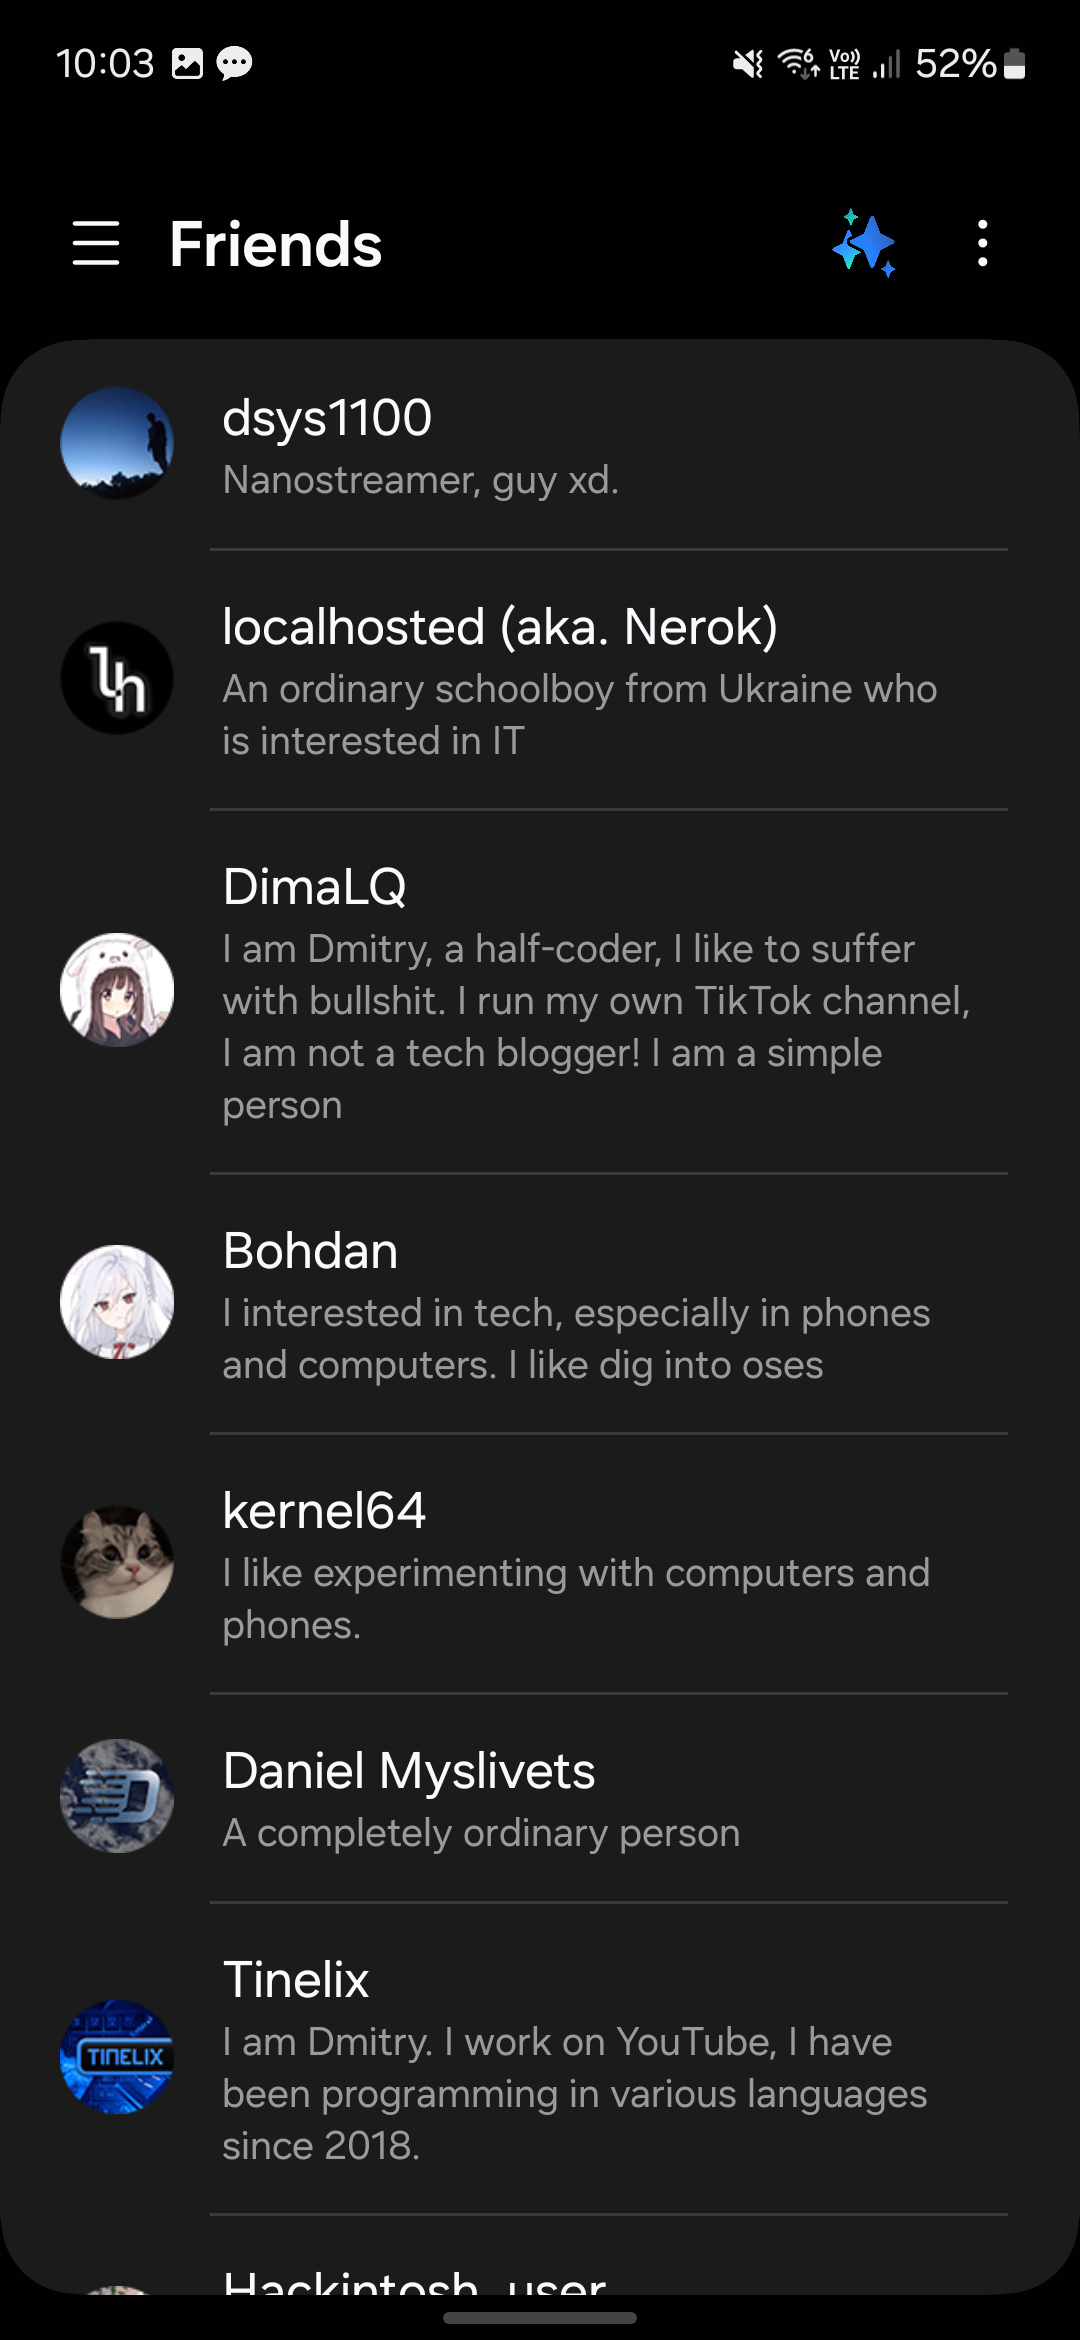 10:03
6 Vo)) LTE 52%
Friends
dsys1100
Nanostreamer, guy xd.
localhosted (aka. Nerok)
lh
An ordinary schoolboy from Ukraine who
is interested in IT
DimaLQ
I am Dmitry, a half-coder, I like to suffer
with bullshit. I run my own TikTok channel,
I am not a tech blogger! I am a simple
person
Bohdan
I interested in tech, especially in phones
and computers. I like dig into oses
kernel64
I like experimenting with computers and
phones.
Daniel Myslivets
D
A completely ordinary person
Tinelix
I am Dmitry. I work on YouTube, I have
TINELIX
been programming in various languages
since 2018.
Hackintosh_user